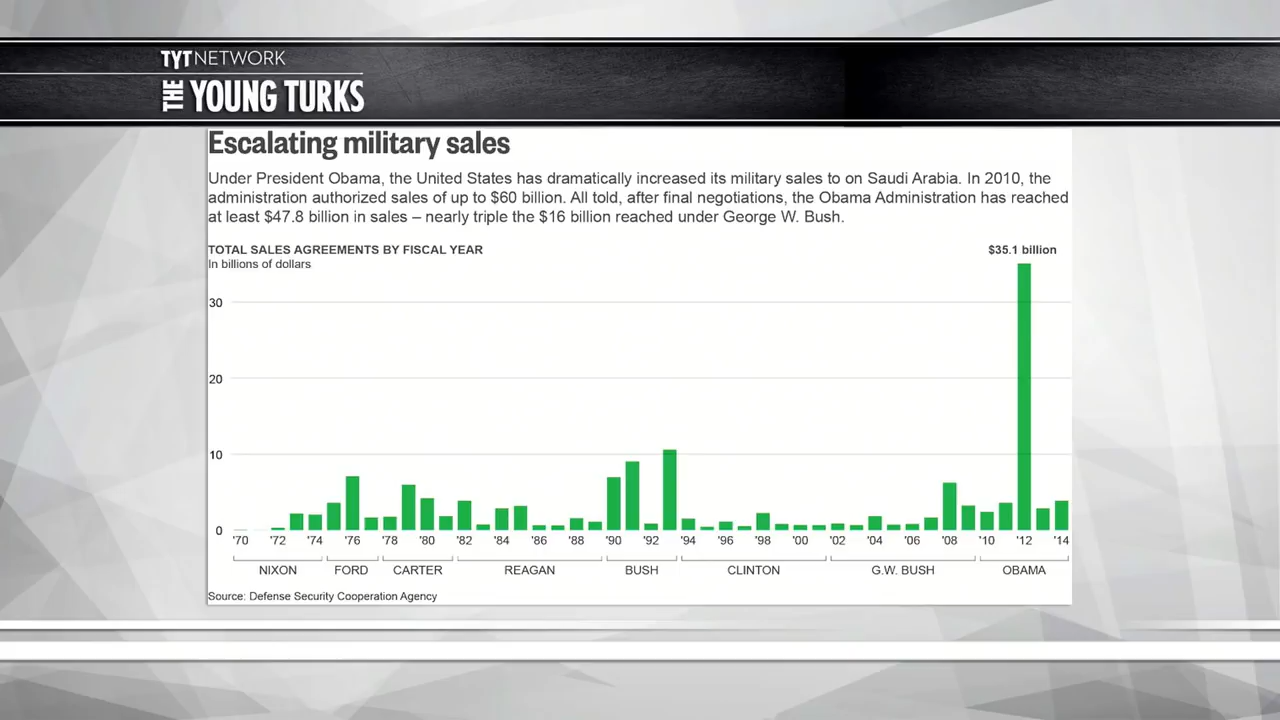 TYT NETWORK
THE YOUNG TURKS
Escalating military sales
Under President Obama, the United States has dramatically increased its military sales to on Saudi Arabia. In 2010, the
administration authorized sales of up to $60 billion. All told, after final negotiations, the Obama Administration has reached
at least $47.8 billion in sales – nearly triple the $16 billion reached under George W. Bush.
TOTAL SALES AGREEMENTS BY FISCAL YEAR
In billions of dollars
$35.1 billion
30
20
10
0
'70 '72 '74 '76 '78 '80 '82 '84 '86 '88 '90 '92 '94 '96 '98 '00 '02 '04 '06 '08 '10 '12 '14
NIXON FORD CARTER REAGAN BUSH CLINTON G.W. BUSH OBAMA
Source: Defense Security Cooperation Agency